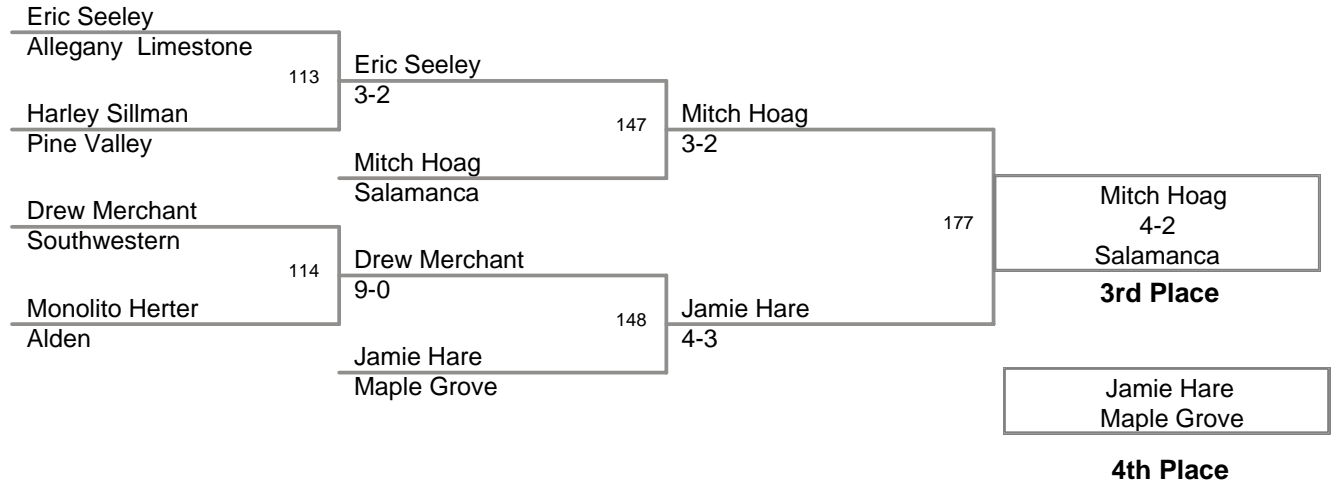 Eric Seeley
Allegany  Limestone
113
Eric Seeley
3-2
Harley Sillman
Pine Valley
147
Mitch Hoag
3-2
Mitch Hoag
Salamanca
Drew Merchant
Southwestern
177
Mitch Hoag
4-2
Salamanca
3rd Place
114
Drew Merchant
9-0
Monolito Herter
Alden
148
Jamie Hare
4-3
Jamie Hare
Maple Grove
Jamie Hare
Maple Grove
4th Place